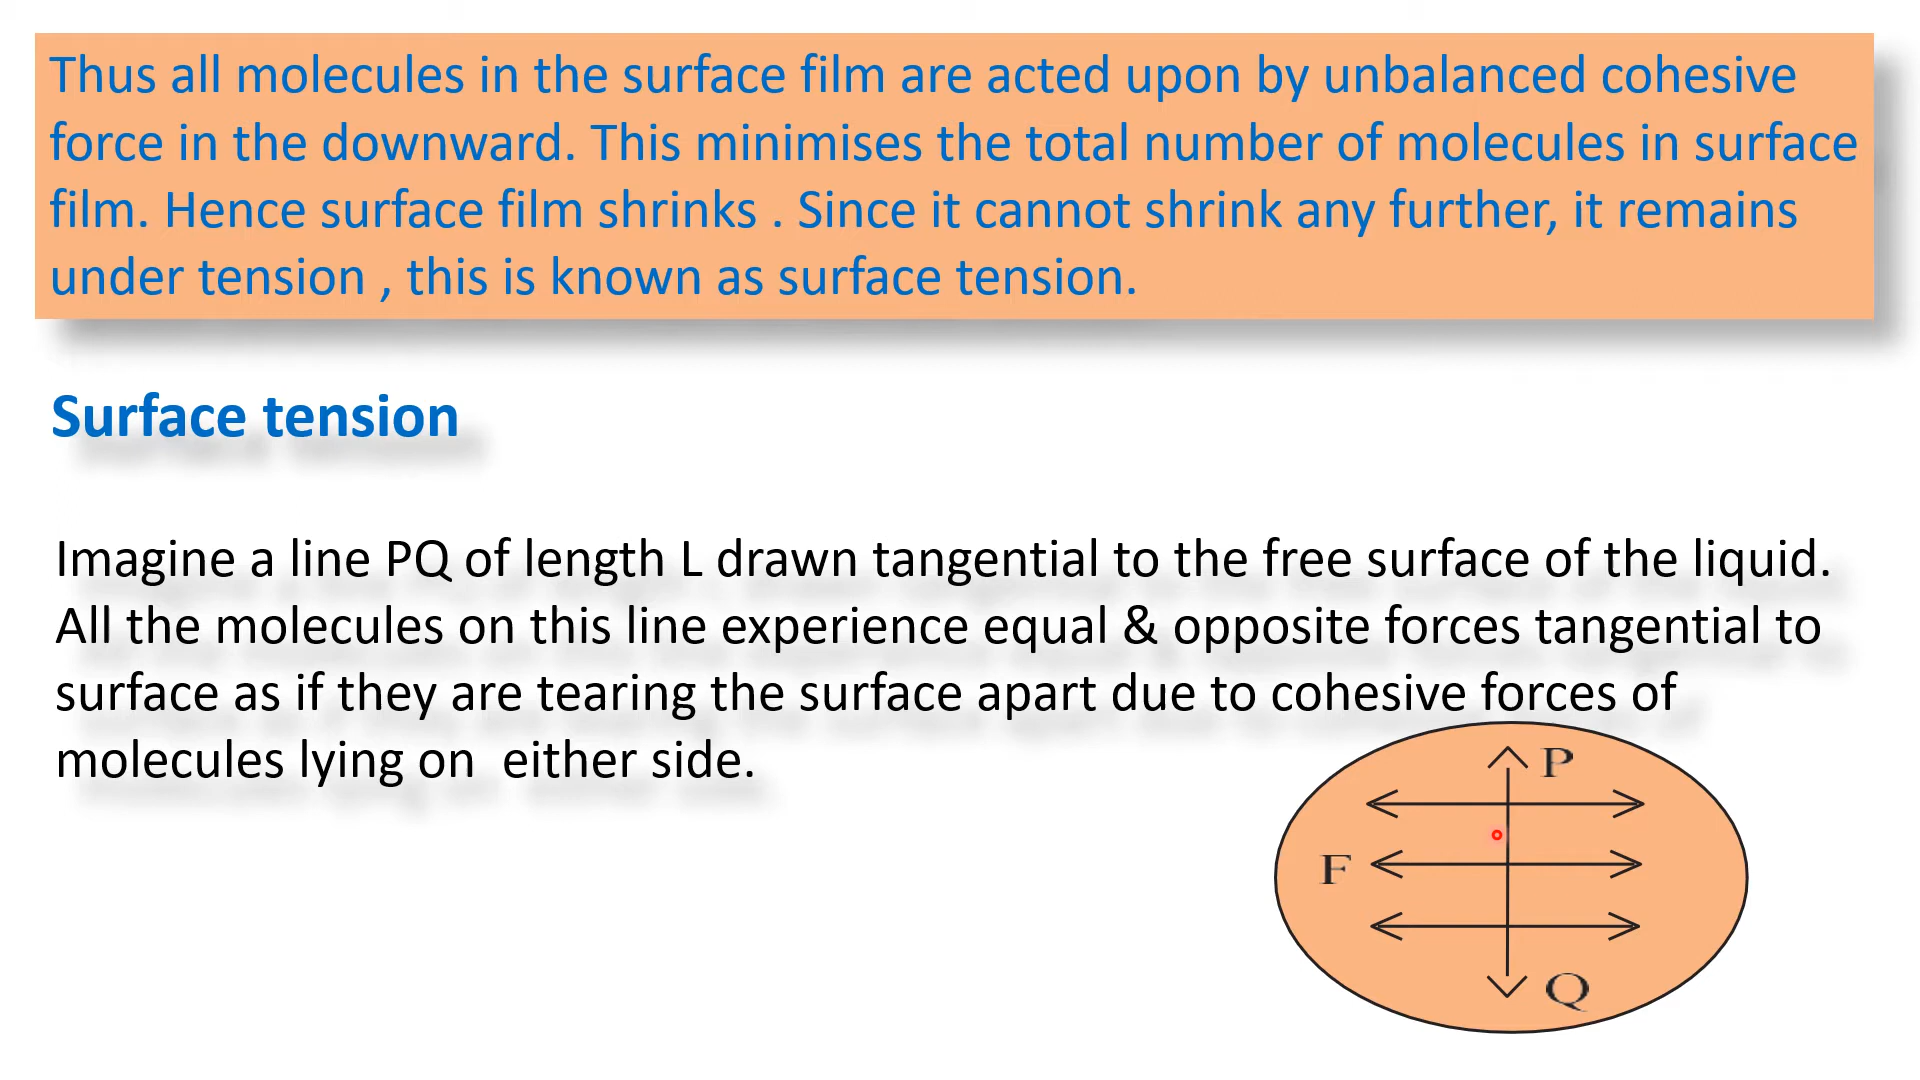 Thus all molecules in the surface film are acted upon by unbalanced cohesive
force in the downward. This minimises the total number of molecules in surface
film. Hence surface film shrinks . Since it cannot shrink any further, it remains
under tension , this is known as surface tension.
Surface tension
Imagine a line PQ of length L drawn tangential to the free surface of the liquid.
All the molecules on this line experience equal & opposite forces tangential to
surface as if they are tearing the surface apart due to cohesive forces of
molecules lying on  either side.
P
F
Q